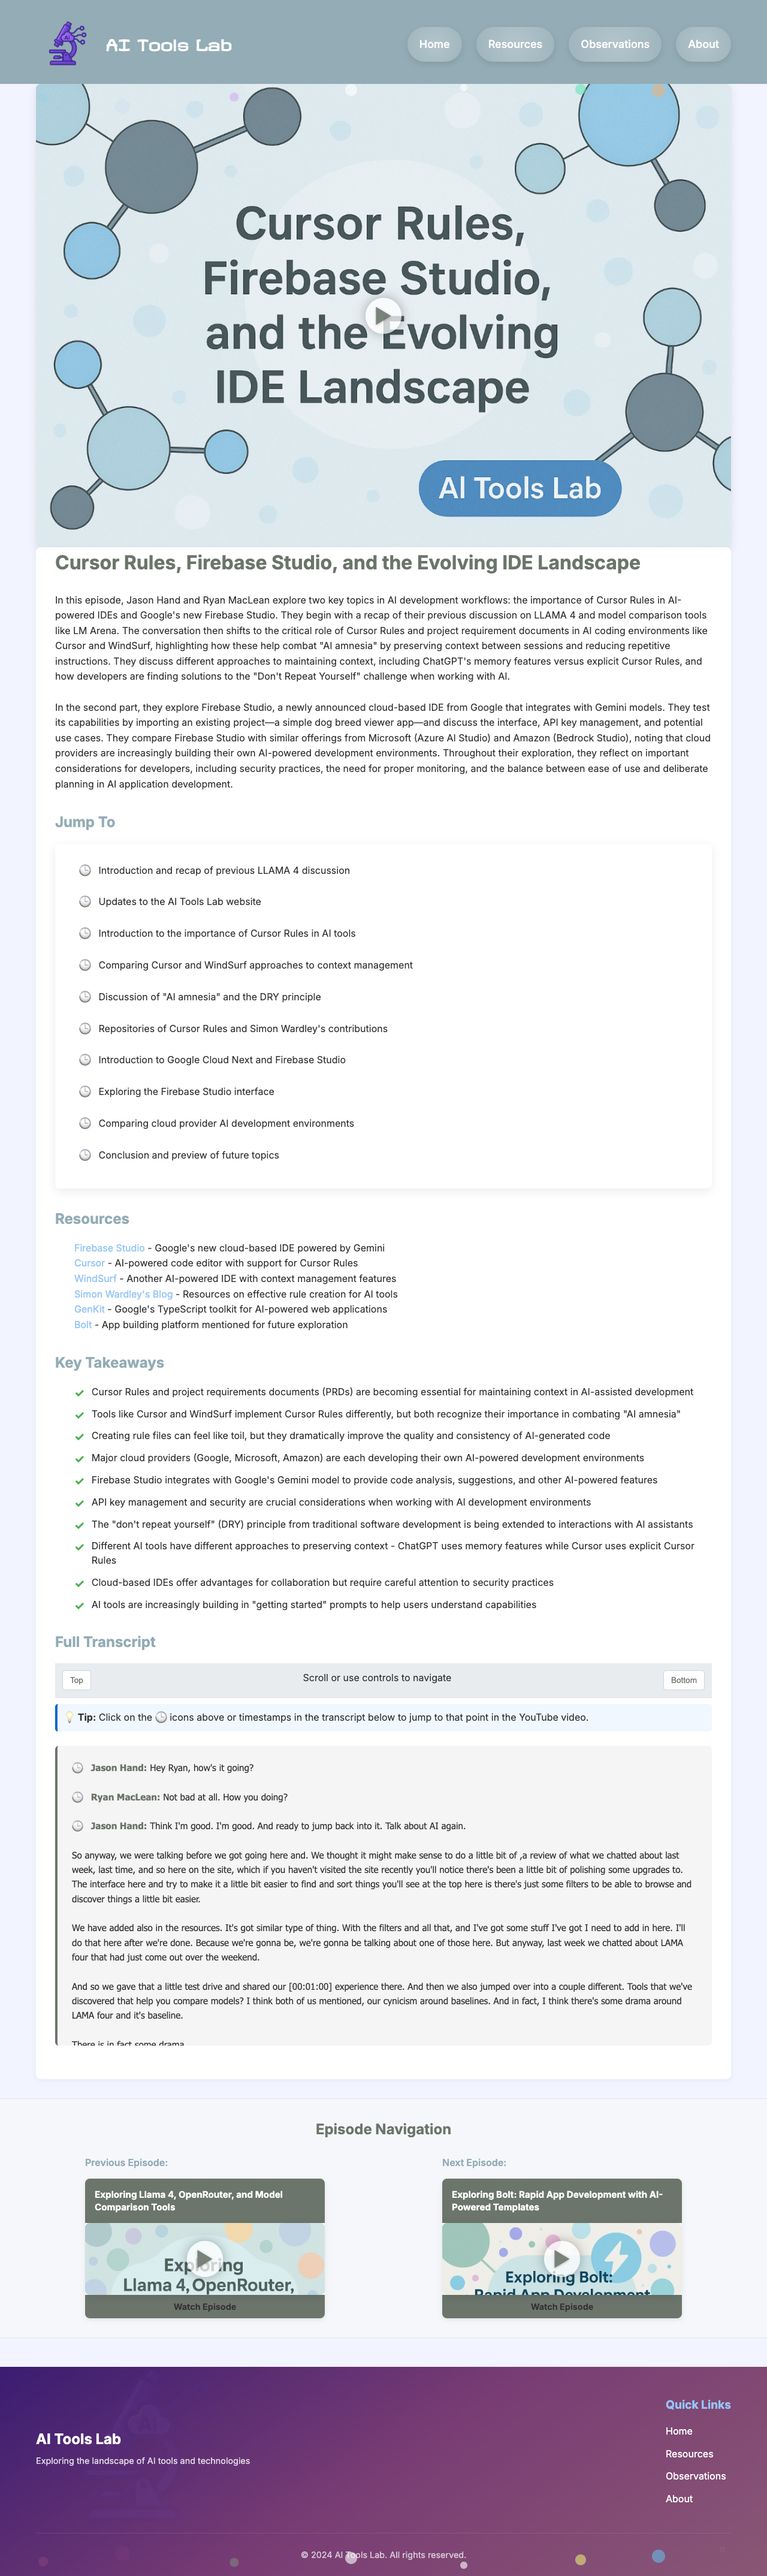 AI Tools Lab
Home
Resources
Observations
About
Cursor Rules,
Firebase Studio,
and the Evolving
IDE Landscape
AI Tools Lab
Cursor Rules, Firebase Studio, and the Evolving IDE Landscape
In this episode, Jason Hand and Ryan MacLean explore two key topics in AI development workflows: the importance of Cursor Rules in AI-
powered IDEs and Google's new Firebase Studio. They begin with a recap of their previous discussion on LLAMA 4 and model comparison tools
like LM Arena. The conversation then shifts to the critical role of Cursor Rules and project requirement documents in AI coding environments like
Cursor and WindSurf, highlighting how these help combat "AI amnesia" by preserving context between sessions and reducing repetitive
instructions. They discuss different approaches to maintaining context, including ChatGPT's memory features versus explicit Cursor Rules, and
how developers are finding solutions to the "Don't Repeat Yourself" challenge when working with AI.
In the second part, they explore Firebase Studio, a newly announced cloud-based IDE from Google that integrates with Gemini models. They test
its capabilities by importing an existing project—a simple dog breed viewer app—and discuss the interface, API key management, and potential
use cases. They compare Firebase Studio with similar offerings from Microsoft (Azure AI Studio) and Amazon (Bedrock Studio), noting that cloud
providers are increasingly building their own AI-powered development environments. Throughout their exploration, they reflect on important
considerations for developers, including security practices, the need for proper monitoring, and the balance between ease of use and deliberate
planning in AI application development.
Jump To
🕒 Introduction and recap of previous LLAMA 4 discussion
🕒 Updates to the AI Tools Lab website
🕒 Introduction to the importance of Cursor Rules in AI tools
🕒 Comparing Cursor and WindSurf approaches to context management
🕒 Discussion of "AI amnesia" and the DRY principle
🕒 Repositories of Cursor Rules and Simon Wardley's contributions
🕒 Introduction to Google Cloud Next and Firebase Studio
🕒 Exploring the Firebase Studio interface
🕒 Comparing cloud provider AI development environments
🕒 Conclusion and preview of future topics
Resources
Firebase Studio - Google's new cloud-based IDE powered by Gemini
Cursor - AI-powered code editor with support for Cursor Rules
WindSurf - Another AI-powered IDE with context management features
Simon Wardley's Blog - Resources on effective rule creation for AI tools
GenKit - Google's TypeScript toolkit for AI-powered web applications
Bolt - App building platform mentioned for future exploration
Key Takeaways
✓ Cursor Rules and project requirements documents (PRDs) are becoming essential for maintaining context in AI-assisted development
✓ Tools like Cursor and WindSurf implement Cursor Rules differently, but both recognize their importance in combating "AI amnesia"
✓ Creating rule files can feel like toil, but they dramatically improve the quality and consistency of AI-generated code
✓ Major cloud providers (Google, Microsoft, Amazon) are each developing their own AI-powered development environments
✓ Firebase Studio integrates with Google's Gemini model to provide code analysis, suggestions, and other AI-powered features
✓ API key management and security are crucial considerations when working with AI development environments
✓ The "don't repeat yourself" (DRY) principle from traditional software development is being extended to interactions with AI assistants
✓ Different AI tools have different approaches to preserving context - ChatGPT uses memory features while Cursor uses explicit Cursor
Rules
✓ Cloud-based IDEs offer advantages for collaboration but require careful attention to security practices
✓ AI tools are increasingly building in "getting started" prompts to help users understand capabilities
Full Transcript
Top
Scroll or use controls to navigate
Bottom
💡 Tip: Click on the 🕒 icons above or timestamps in the transcript below to jump to that point in the YouTube video.
🕒 Jason Hand: Hey Ryan, how's it going?
🕒 Ryan MacLean: Not bad at all. How you doing?
🕒 Jason Hand: Think I'm good. I'm good. And ready to jump back into it. Talk about AI again.
So anyway, we were talking before we got going here and. We thought it might make sense to do a little bit of ,a review of what we chatted about last
week, last time, and so here on the site, which if you haven't visited the site recently you'll notice there's been a little bit of polishing some upgrades to.
The interface here and try to make it a little bit easier to find and sort things you'll see at the top here is there's just some filters to be able to browse and
discover things a little bit easier.
We have added also in the resources. It's got similar type of thing. With the filters and all that, and I've got some stuff I've got I need to add in here. I'll
do that here after we're done. Because we're gonna be, we're gonna be talking about one of those here. But anyway, last week we chatted about LAMA
four that had just come out over the weekend.
And so we gave that a little test drive and shared our [00:01:00] experience there. And then we also jumped over into a couple different. Tools that we've
discovered that help you compare models? I think both of us mentioned, our cynicism around baselines. And in fact, I think there's some drama around
LAMA four and it's baseline.
There is in fact some drama.
Episode Navigation
Previous Episode:
Exploring Llama 4, OpenRouter, and Model
Comparison Tools
Exploring
Llama 4, OpenRouter,
Watch Episode
Next Episode:
Exploring Bolt: Rapid App Development with AI-
Powered Templates
Exploring Bolt:
Rapid App Development
Watch Episode
AI Tools Lab
Exploring the landscape of AI tools and technologies
Quick Links
Home
Resources
Observations
About
© 2024 AI Tools Lab. All rights reserved.